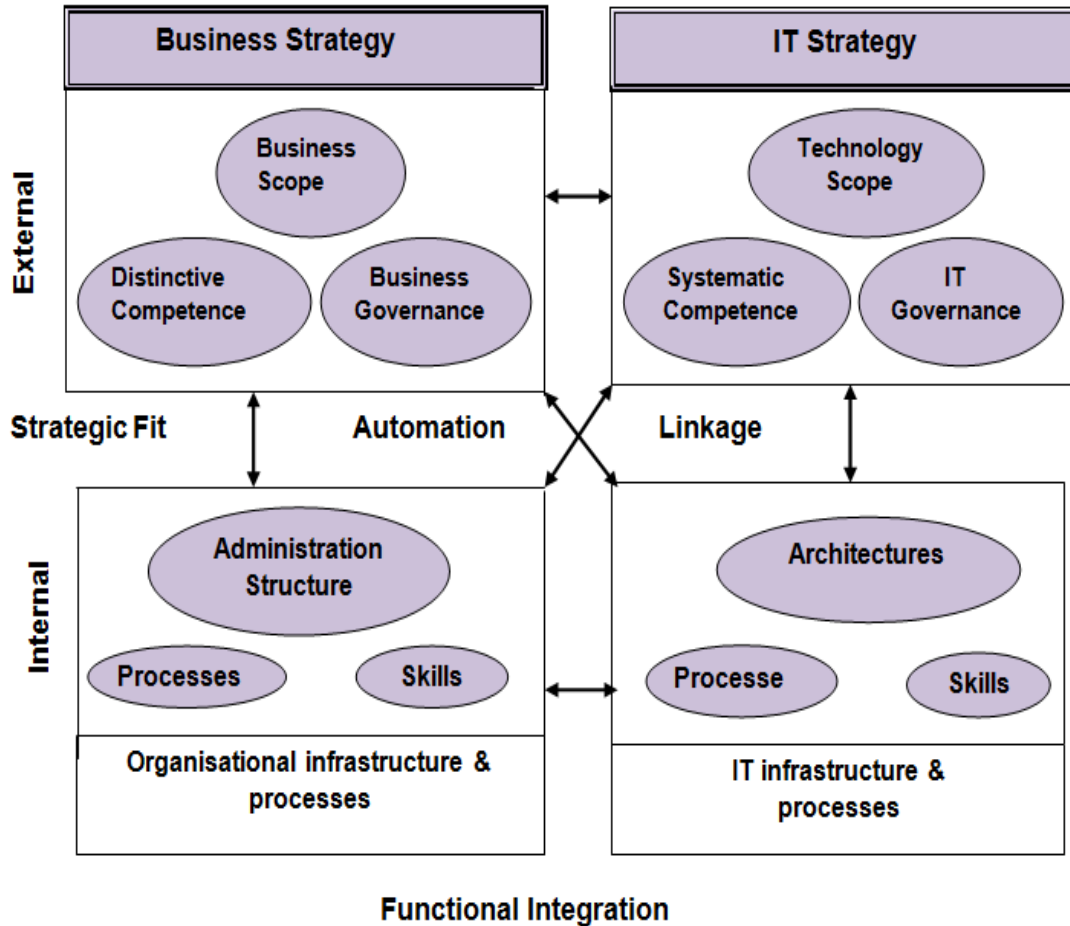 Business Strategy
IT Strategy
External
Business
Scope
Technology
Scope
Distinctive
Competence
Business
Governance
Systematic
Competence
IT
Governance
Strategic Fit
Automation
Linkage
Internal
Administration
Structure
Architectures
Processes
Skills
Processe
Skills
Organisational infrastructure &
processes
IT infrastructure &
processes
Functional Integration